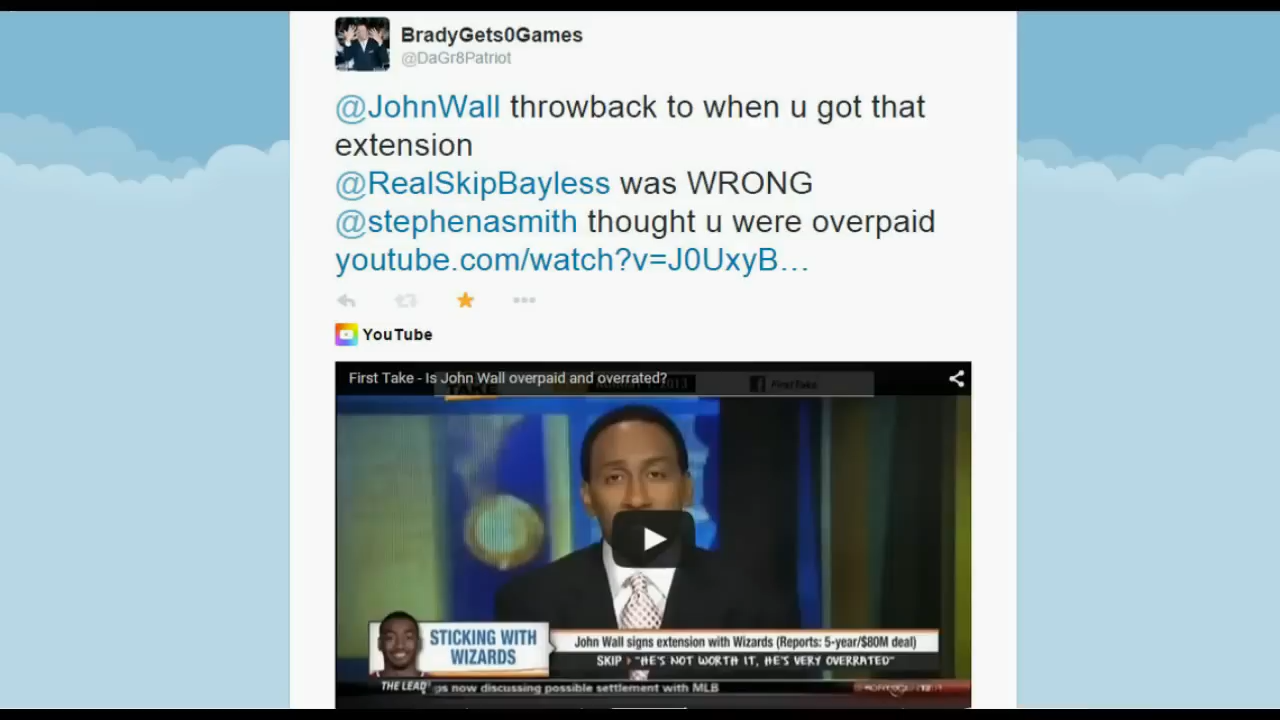 BradyGets0Games
@DaGr8Patriot
@JohnWall throwback to when u got that
extension
@RealSkipBayless was WRONG
@stephenasmith thought u were overpaid
youtube.com/watch?v=J0UxyB...
YouTube
First Take - Is John Wall overpaid and overrated?
TAKE
2013
First Take
STICKING WITH
WIZARDS
John Wall signs extension with Wizards (Reports: 5-year/$80M deal)
SKIP "HE'S NOT WORTH IT, HE'S VERY OVERRATED"
THE LEAD
ps now discussing possible settlement with MLB